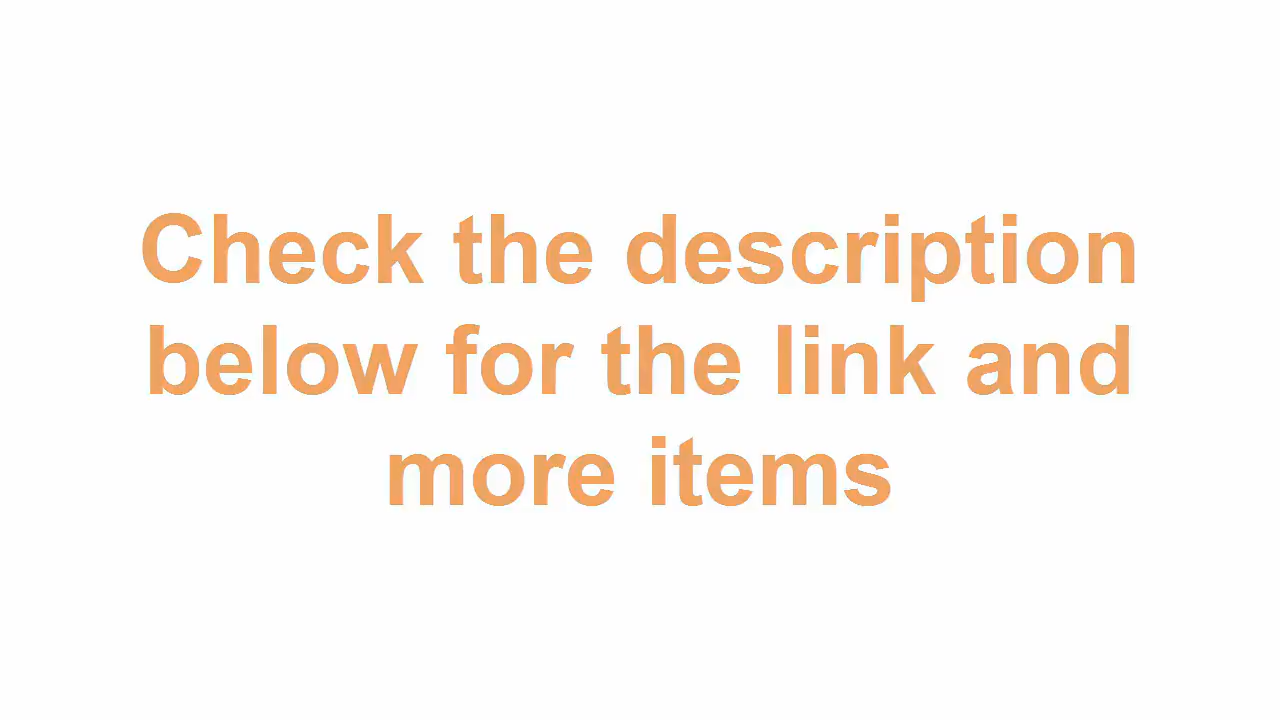 Check the description
below for the link and
more items